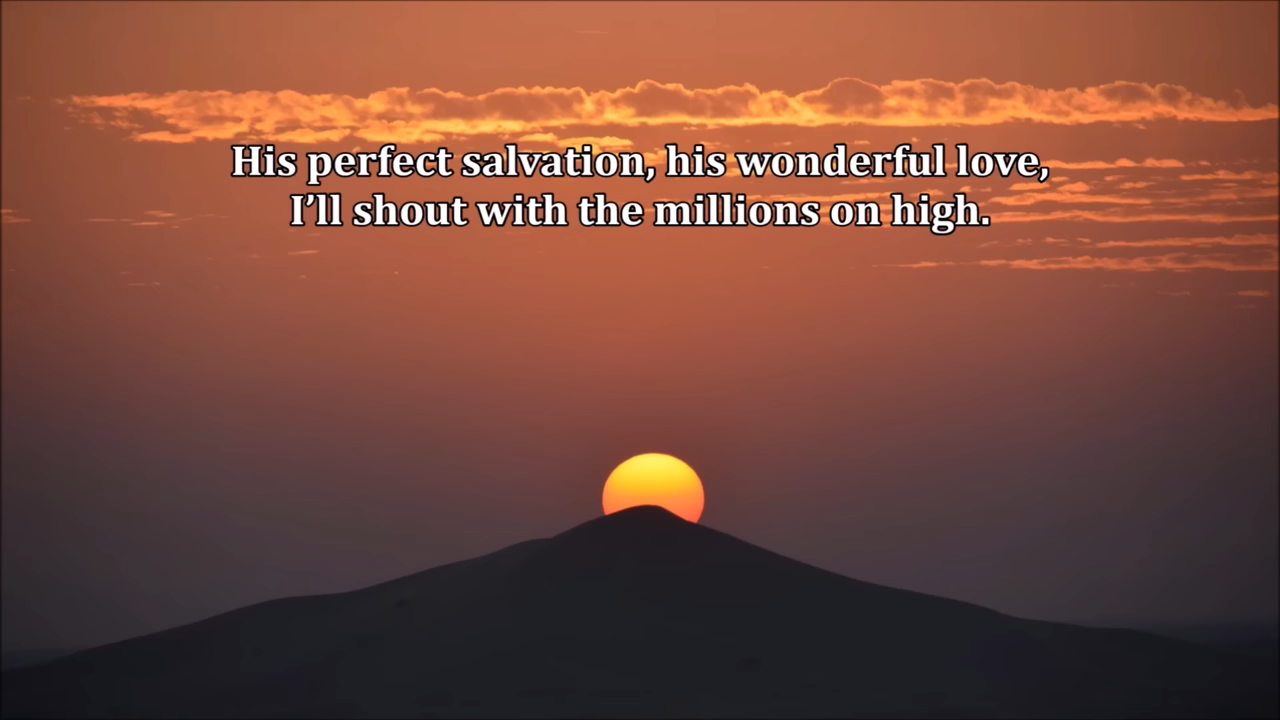 His perfect salvation, his wonderful love,
I’ll shout with the millions on high.